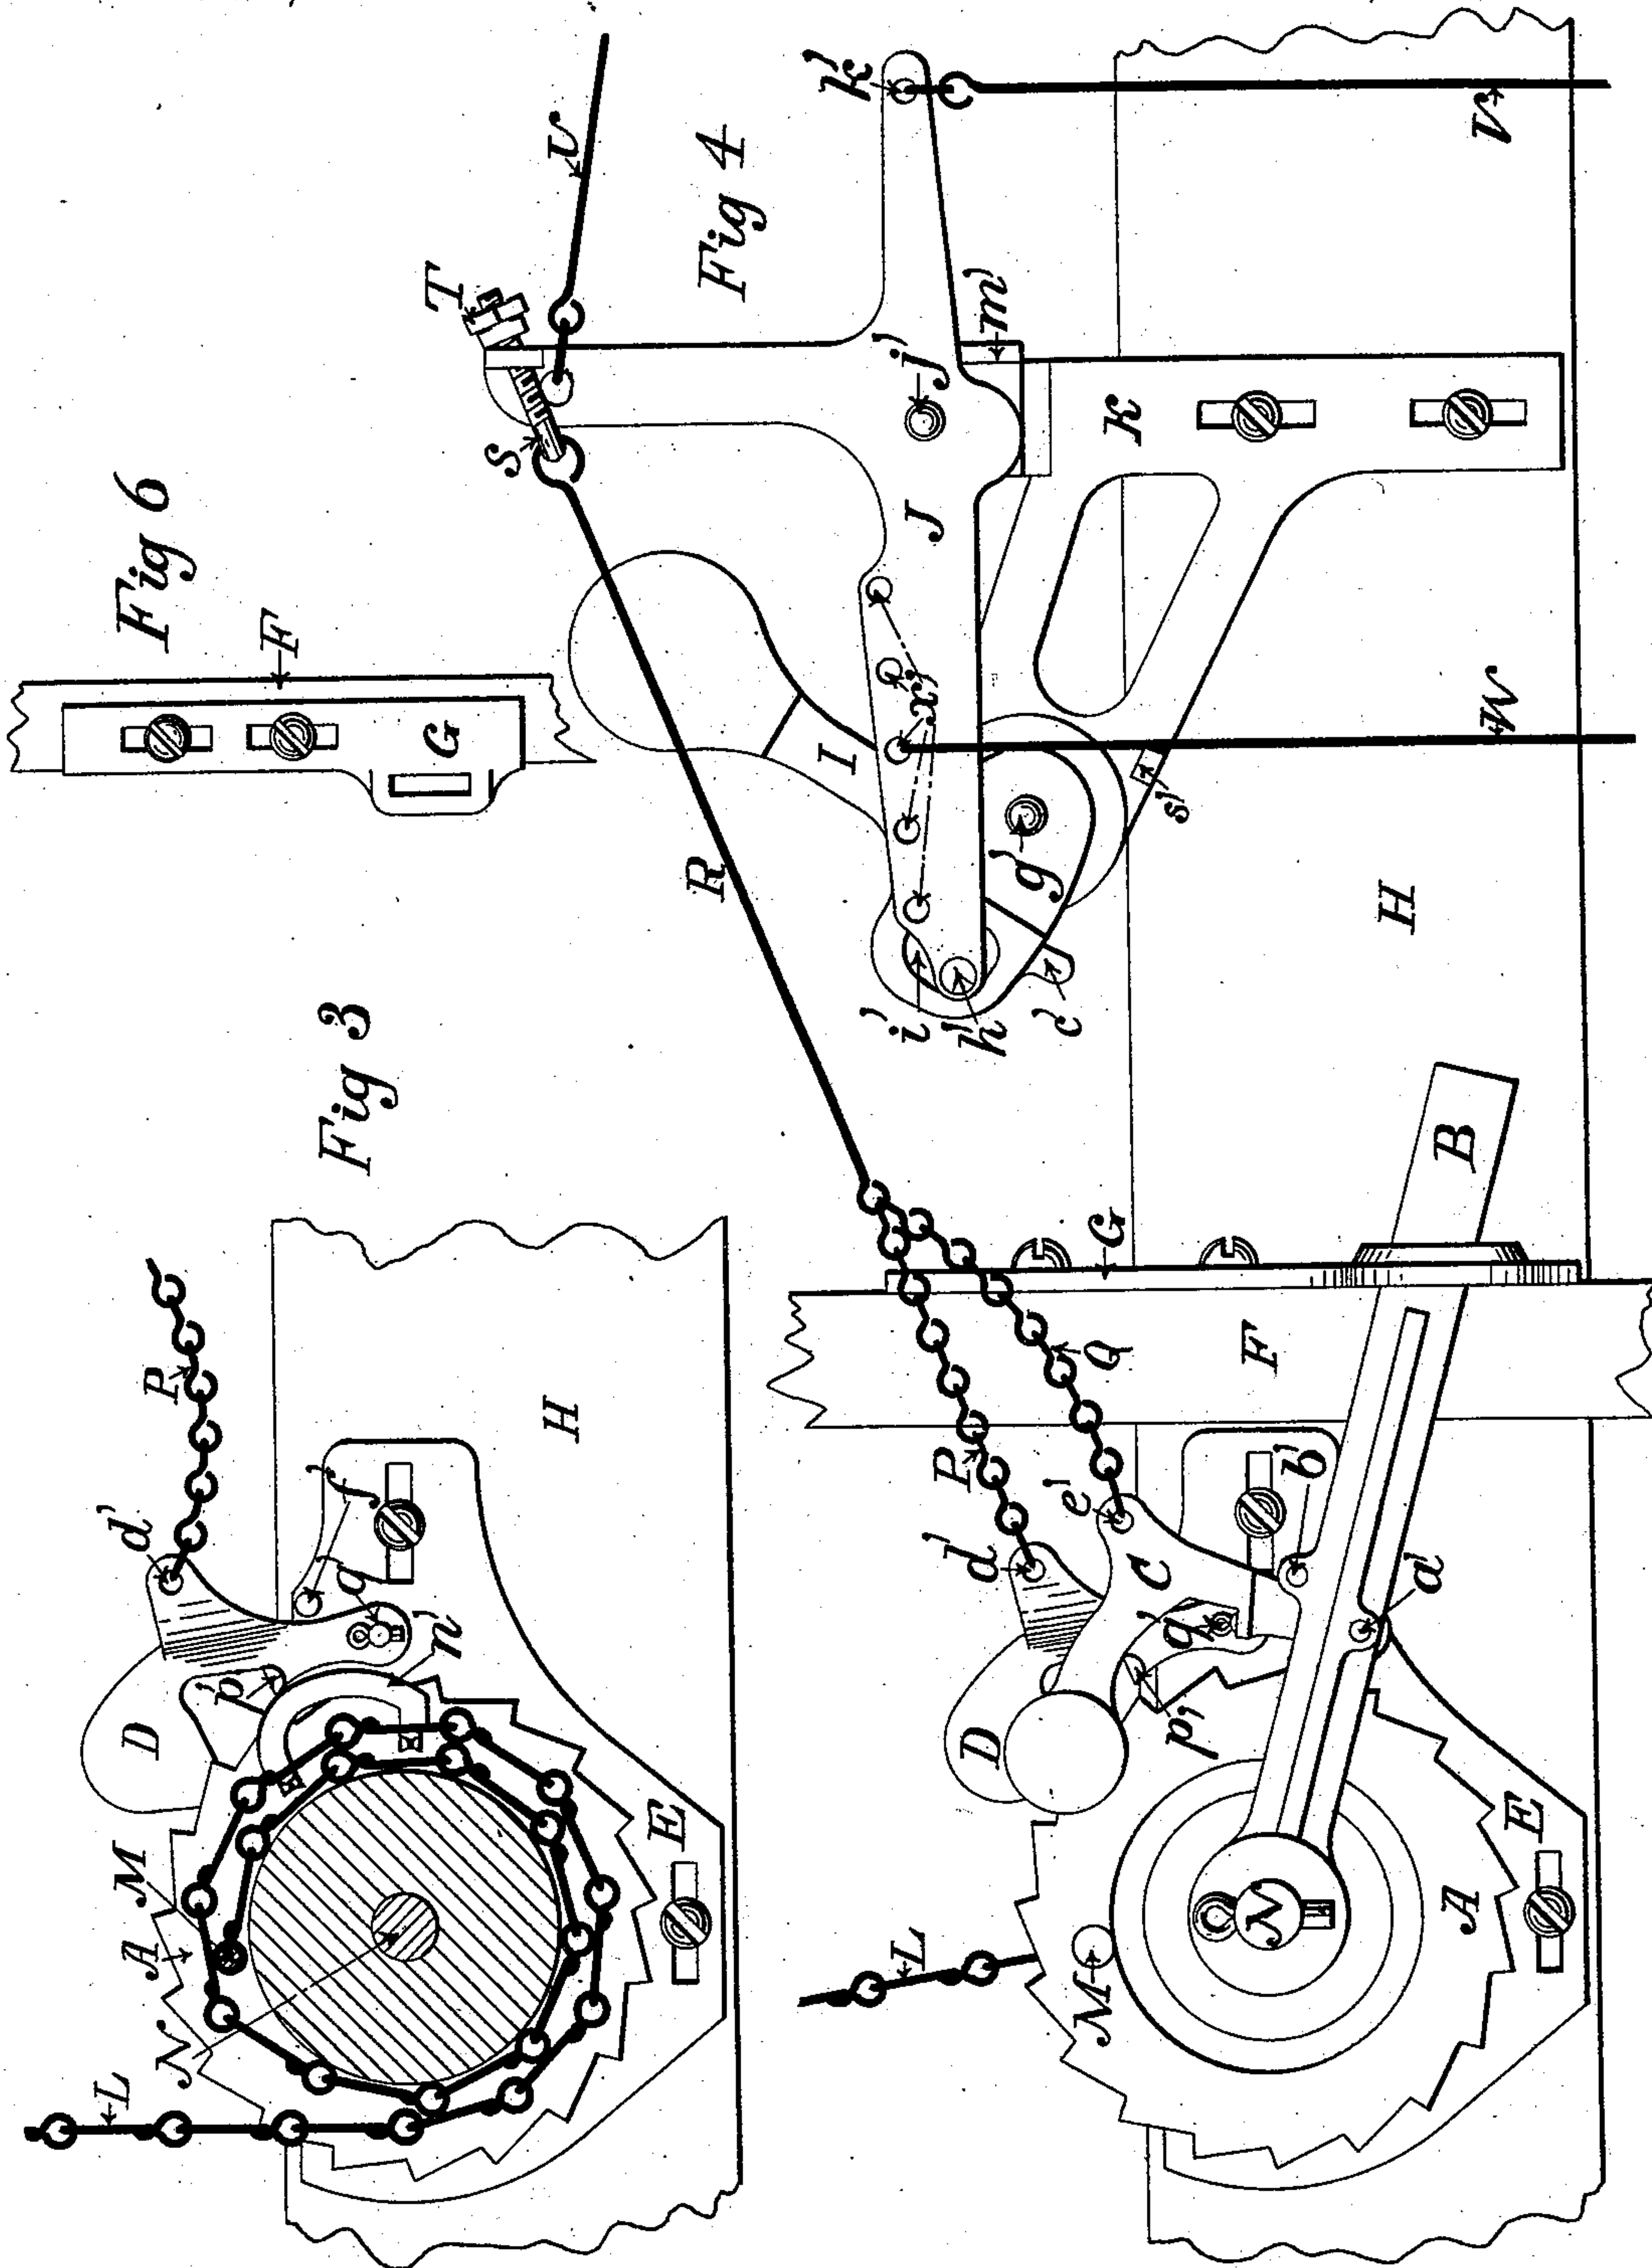 Fig 6
F
G
Fig 3
d'
P
f'
q'
n'
p'
D
M
A
N
L
E
H
Fig 4
T
U
S
R
k'
V
j'
m'
J
K
x'
I
g'
s'
W
i'
h'
c'
H
G
B
F
Q
P
e'
d'
C
b'
a'
q'
p'
D
N
A
E
M
L